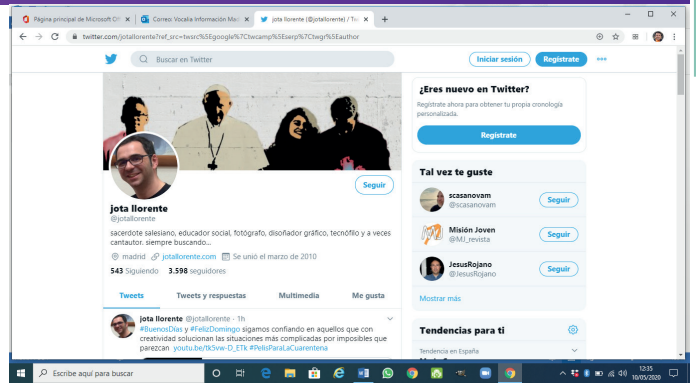 Página principal de Microsoft Of
Correo: Vocalía Información Mac
jota llorente (@jotallorente) / Tw
twitter.com/jotallorente?ref_src=twsrc%5Egoogle%7Ctwcamp%5Eserp%7Ctwgr%5Eauthor
Buscar en Twitter
Iniciar sesión
Regístrate
Seguir
jota llorente
@jotallorente
sacerdote salesiano, educador social, fotógrafo, disoñador gráfico, tecnófilo y a veces
cantautor. siempre buscando...
madrid jotallorente.com Se unió el marzo de 2010
543 Siguiendo 3.598 seguidores
Tweets Tweets y respuestas Multimedia Me gusta
jota llorente @jotallorente · 1h
#BuenosDías y #FelizDomingo sigamos confiando en aquellos que con
creatividad solucionan las situaciones más complicadas por imposibles que
parezcan youtu.be/tk5vw-D_ETk #PelisParaLaCuarentena
¿Eres nuevo en Twitter?
Regístrate ahora para obtener tu propia cronología
personalizada.
Regístrate
Tal vez te guste
scasanovam
@scasanovam
Seguir
Misión Joven
@MJ_revista
Seguir
JesusRojano
@JesusRojano
Seguir
Mostrar más
Tendencias para ti
Tendencia en España
Escribe aquí para buscar
12:35
10/05/2020